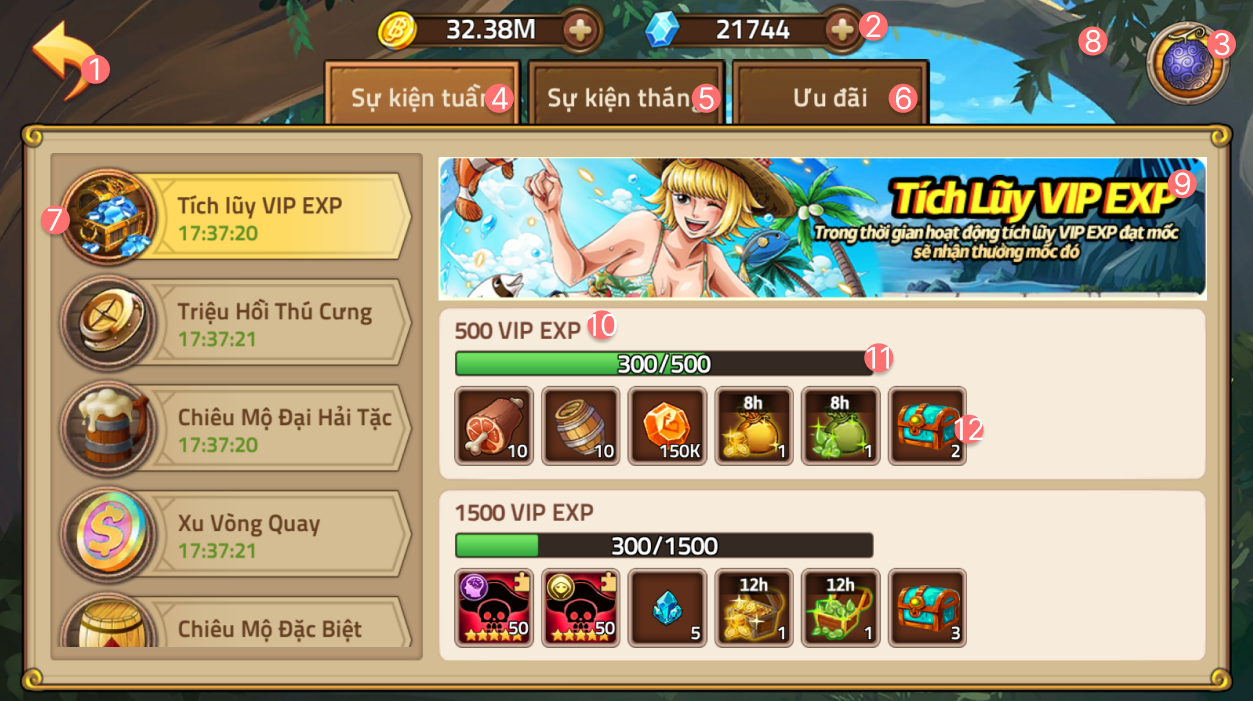 32.38M
21744
2
8
3
1
Sự kiện tuần
4
Sự kiện tháng
5
Ưu đãi
6
7
Tích lũy VIP EXP
17:37:20
Triệu Hồi Thú Cưng
17:37:21
Chiêu Mộ Đại Hải Tặc
17:37:20
Xu Vòng Quay
17:37:21
Chiêu Mộ Đặc Biệt
Tích Lũy VIP EXP
9
Trong thời gian hoạt động tích lũy VIP EXP đạt mốc
sẽ nhận thưởng mốc đó
500 VIP EXP
10
300/500
11
8h
8h
12
10
10
150K
1
1
2
1500 VIP EXP
300/1500
12h
12h
50
50
5
1
1
3